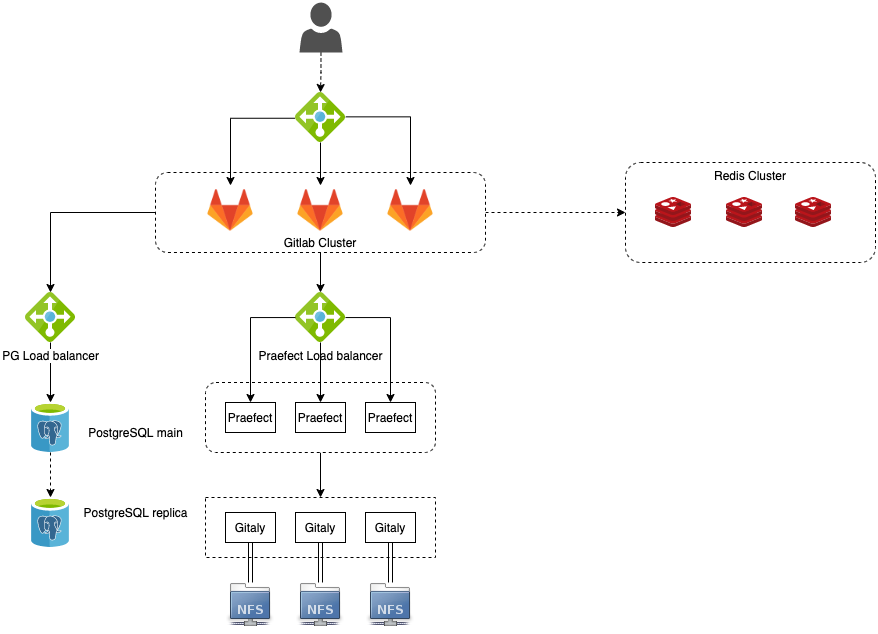 Redis Cluster
Gitlab Cluster
PG Load balancer
Praefect Load balancer
Praefect
Praefect
Praefect
PostgreSQL main
PostgreSQL replica
Gitaly
Gitaly
Gitaly
NFS
NFS
NFS